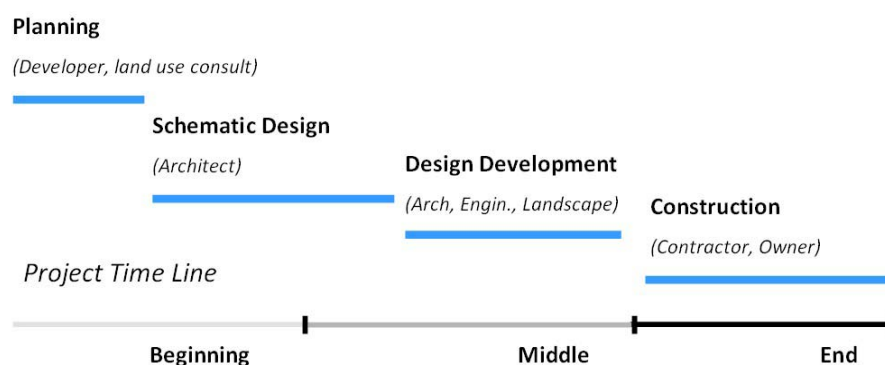 Planning
(Developer, land use consult)
Schematic Design
(Architect)
Design Development
(Arch, Engin., Landscape)
Construction
(Contractor, Owner)
Project Time Line
Beginning
Middle
End